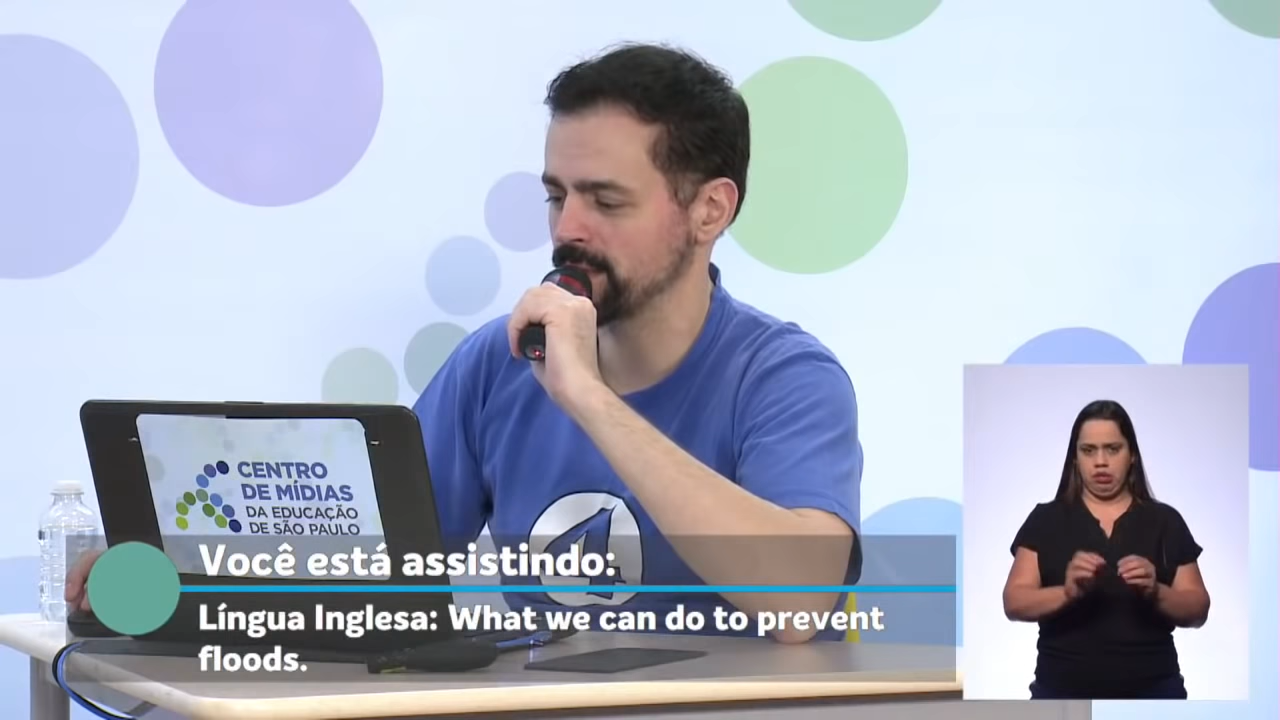 CENTRO
DE MÍDIAS
DA EDUCAÇÃO
DE SÃO PAULO
4
Você está assistindo:
Língua Inglesa: What we can do to prevent
floods.